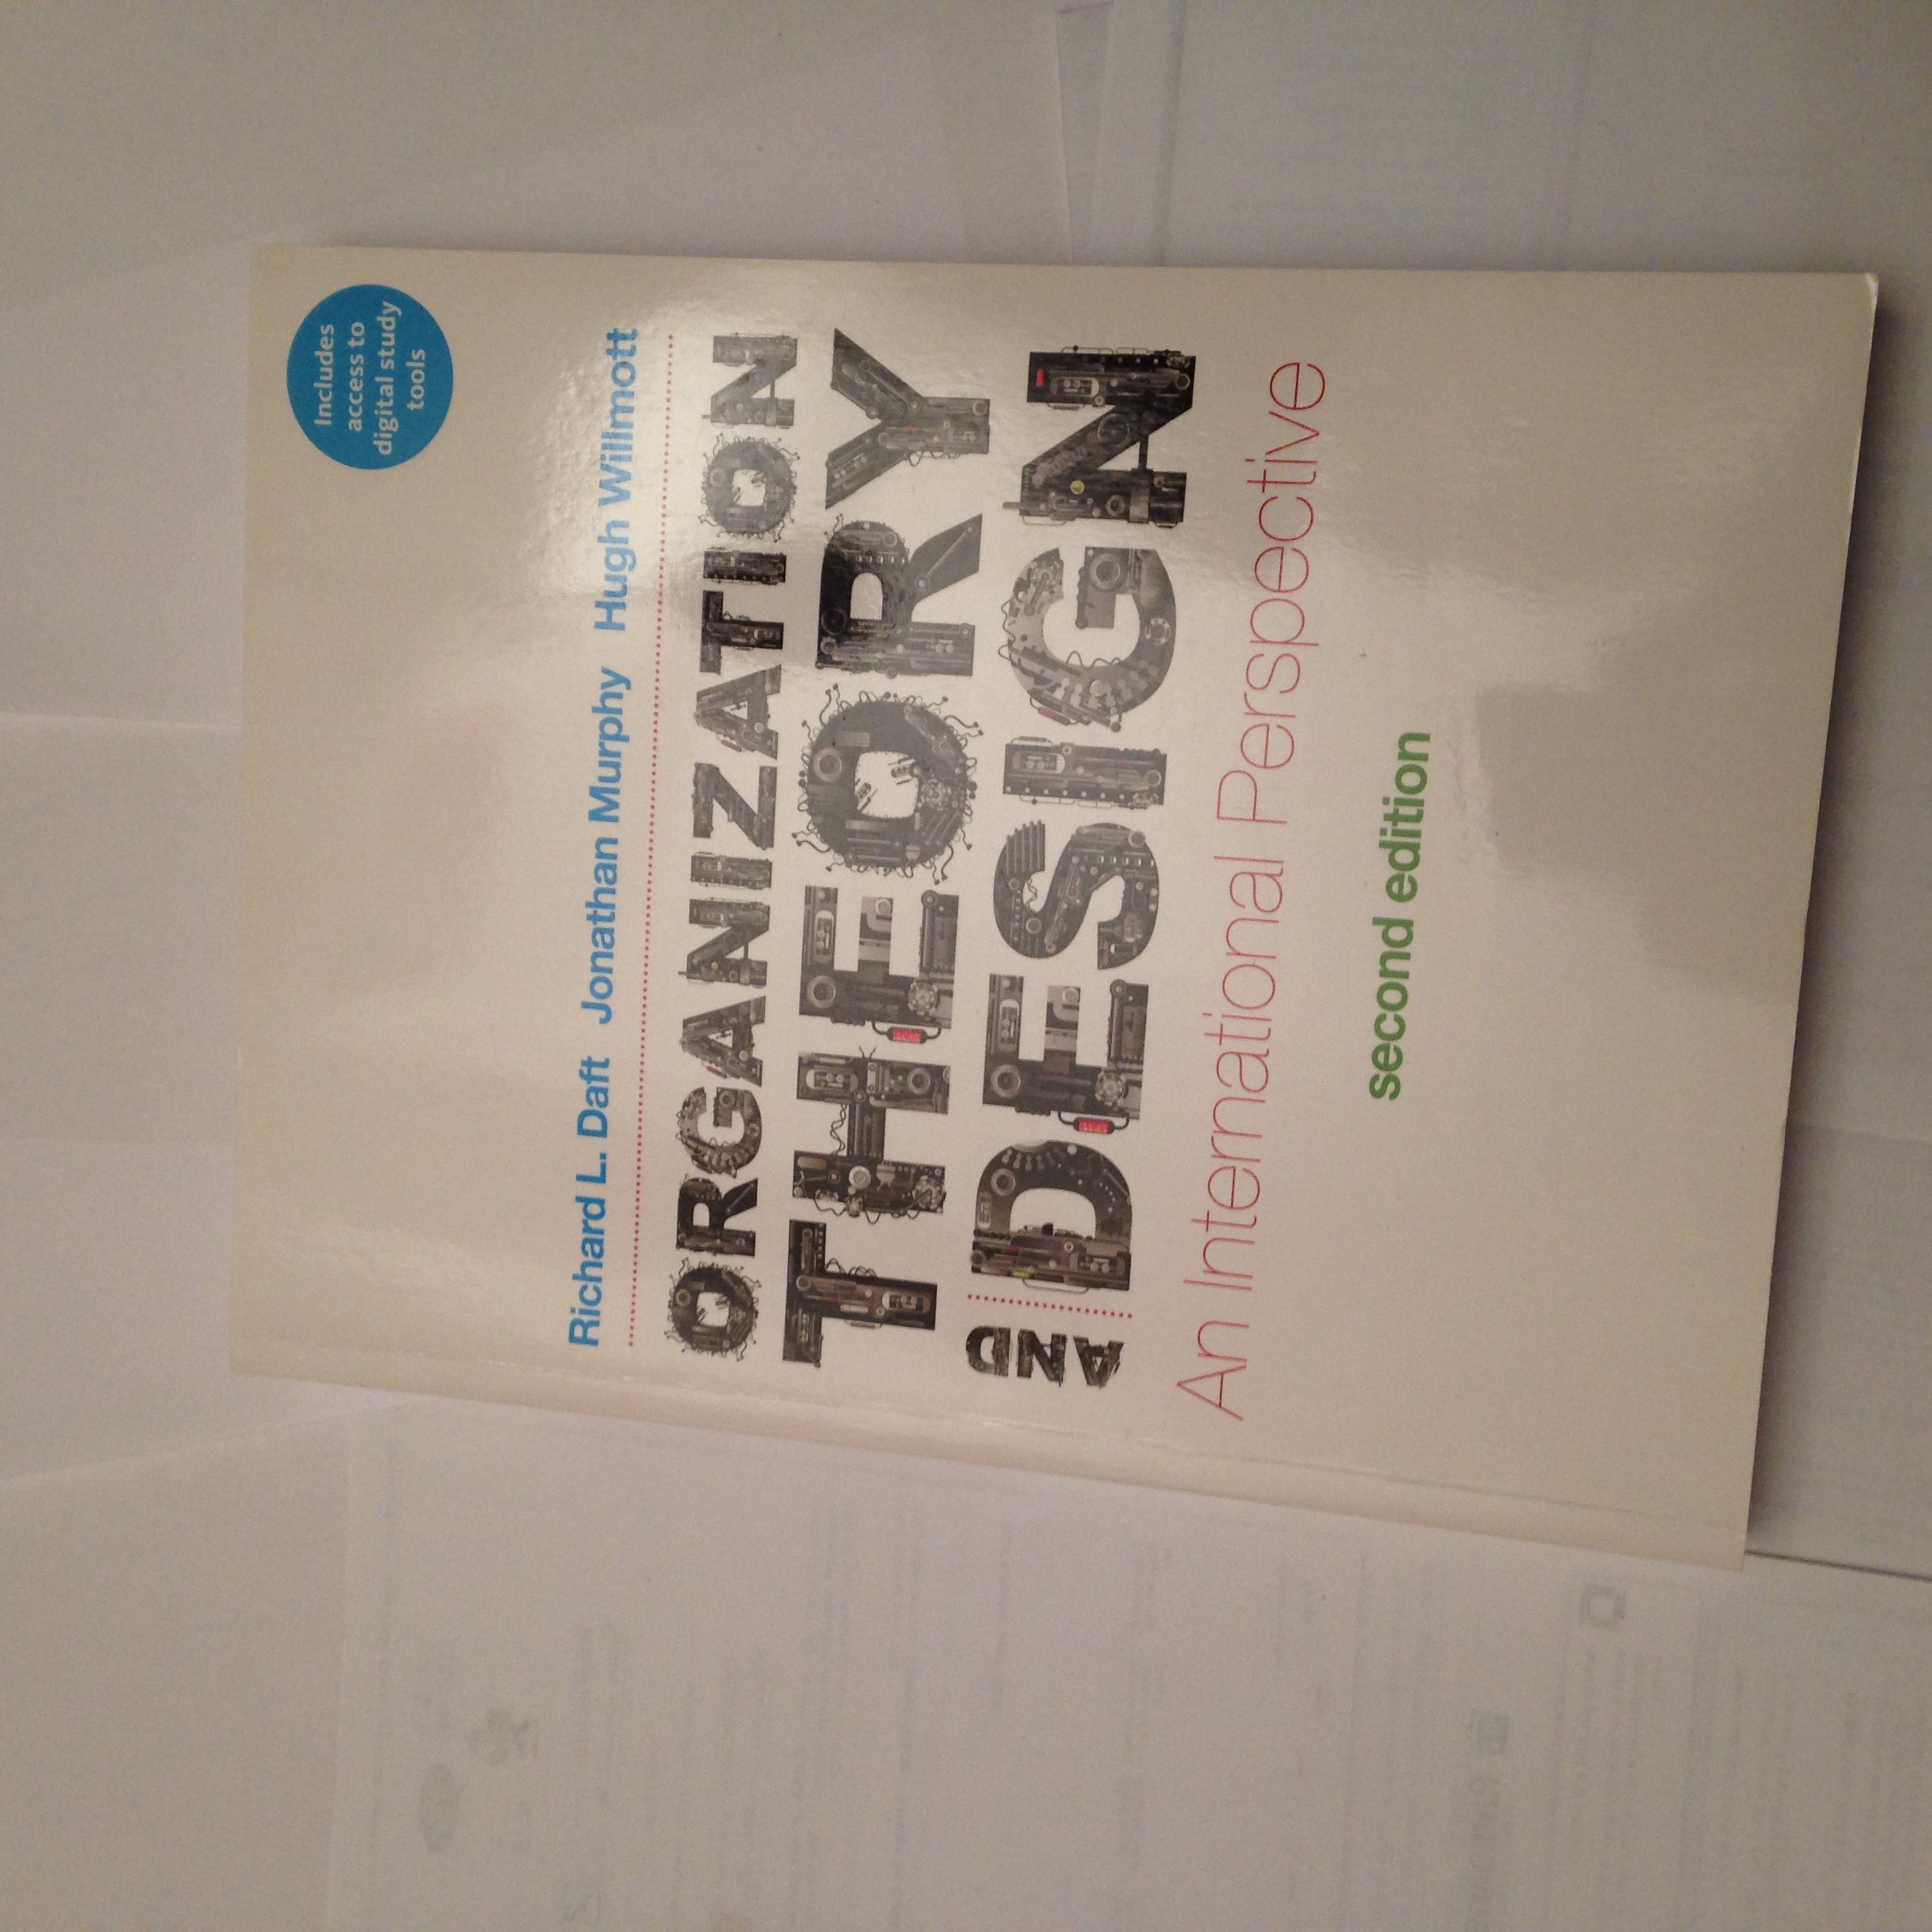 Includes
access to
digital study
tools
Richard L. Daft Jonathan Murphy Hugh Willmott
ORGANIZATION
THEORY
AND DESIGN
An International Perspective
second edition